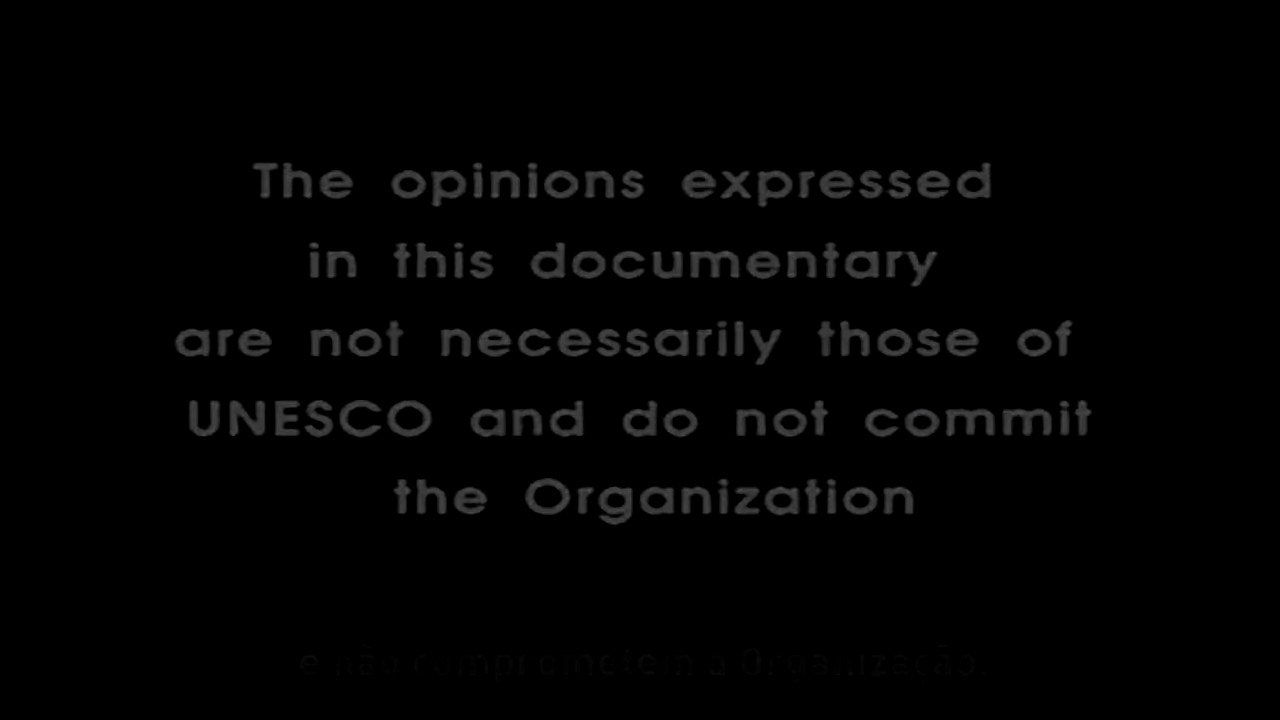 The opinions expressed
in this documentary
are not necessarily those of
UNESCO and do not commit
the Organization
e não comprometem a Organização.